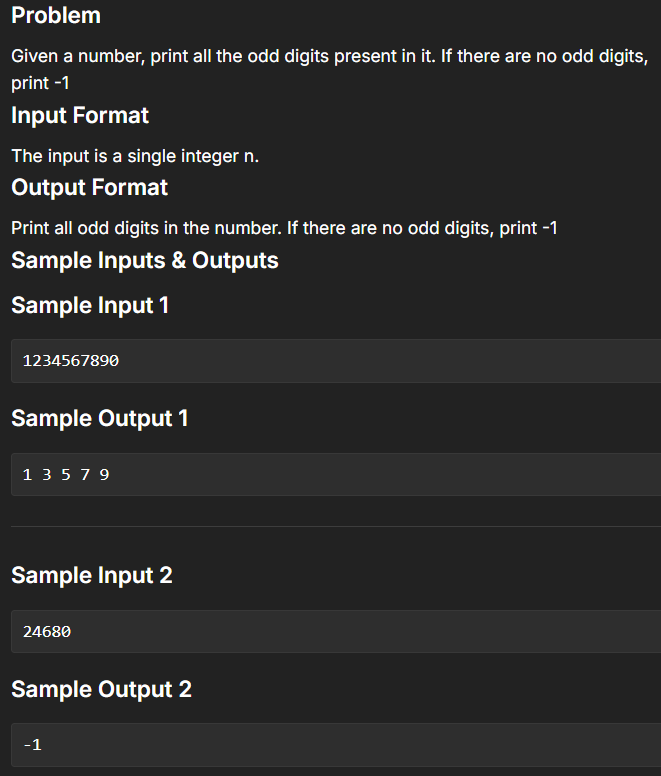 Problem
Given a number, print all the odd digits present in it. If there are no odd digits,
print -1
Input Format
The input is a single integer n.
Output Format
Print all odd digits in the number. If there are no odd digits, print -1
Sample Inputs & Outputs
Sample Input 1
1234567890
Sample Output 1
1 3 5 7 9
Sample Input 2
24680
Sample Output 2
-1